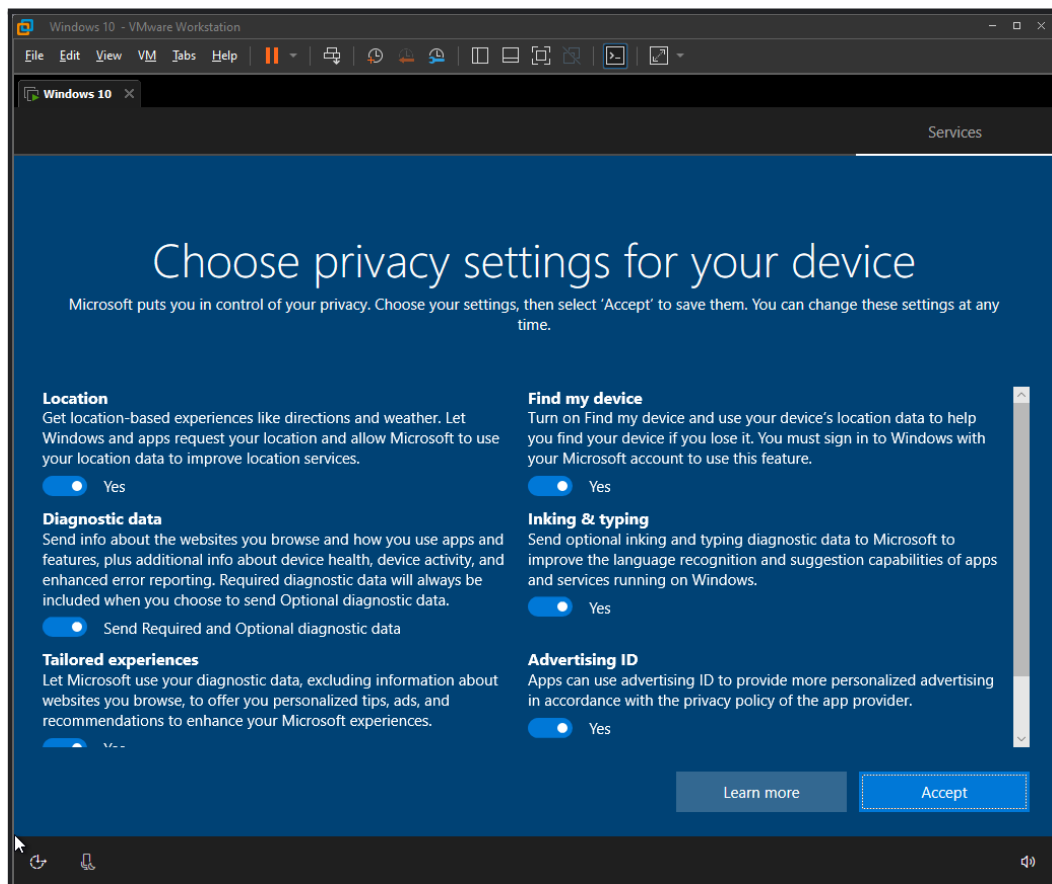 Windows 10 - VMware Workstation
File Edit View VM Tabs Help
Windows 10
Services
Choose privacy settings for your device
Microsoft puts you in control of your privacy. Choose your settings, then select ‘Accept’ to save them. You can change these settings at any
time.
Location
Get location-based experiences like directions and weather. Let
Windows and apps request your location and allow Microsoft to use
your location data to improve location services.
Yes
Diagnostic data
Send info about the websites you browse and how you use apps and
features, plus additional info about device health, device activity, and
enhanced error reporting. Required diagnostic data will always be
included when you choose to send Optional diagnostic data.
Send Required and Optional diagnostic data
Tailored experiences
Let Microsoft use your diagnostic data, excluding information about
websites you browse, to offer you personalized tips, ads, and
recommendations to enhance your Microsoft experiences.
Yes
Find my device
Turn on Find my device and use your device’s location data to help
you find your device if you lose it. You must sign in to Windows with
your Microsoft account to use this feature.
Yes
Inking & typing
Send optional inking and typing diagnostic data to Microsoft to
improve the language recognition and suggestion capabilities of apps
and services running on Windows.
Yes
Advertising ID
Apps can use advertising ID to provide more personalized advertising
in accordance with the privacy policy of the app provider.
Yes
Learn more
Accept